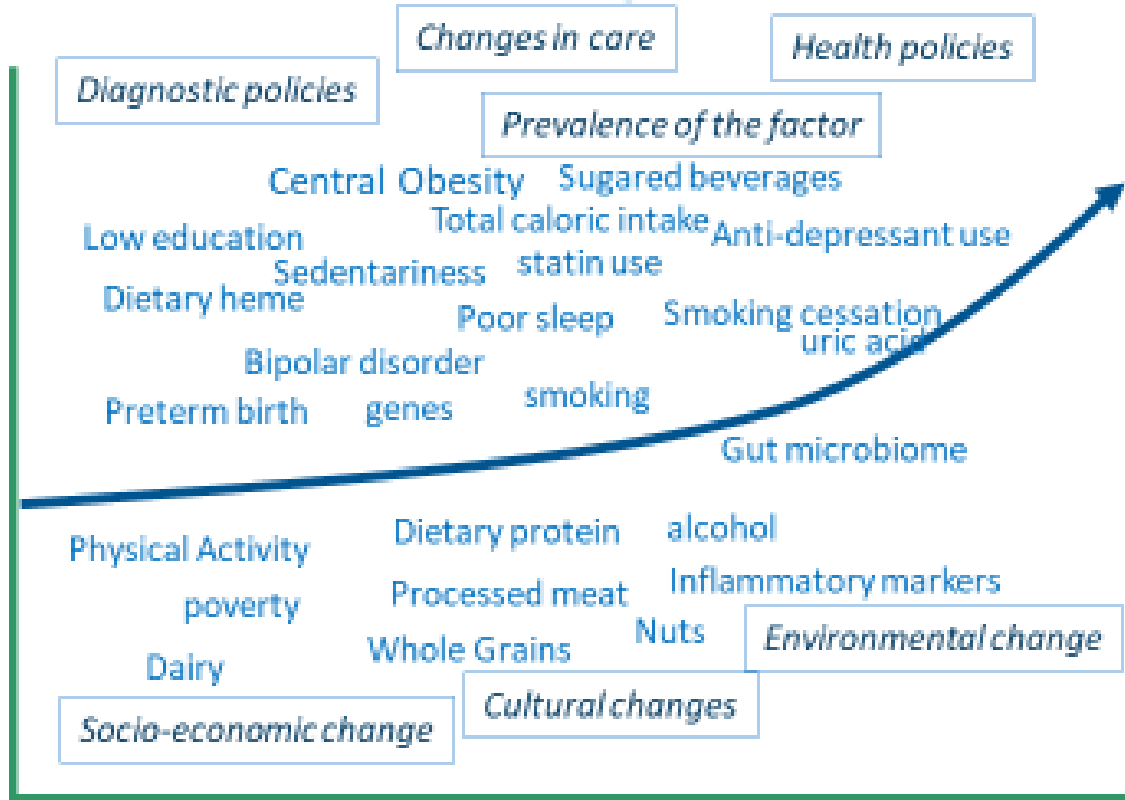 Changes in care
Health policies
Diagnostic policies
Prevalence of the factor
Central Obesity
Sugared beverages
Total caloric intake
Anti-depressant use
Low education
statin use
Sedentariness
Dietary heme
Poor sleep
Smoking cessation
uric acid
Bipolar disorder
smoking
Preterm birth
genes
Gut microbiome
Physical Activity
Dietary protein
alcohol
Inflammatory markers
poverty
Processed meat
Nuts
Environmental change
Whole Grains
Dairy
Cultural changes
Socio-economic change